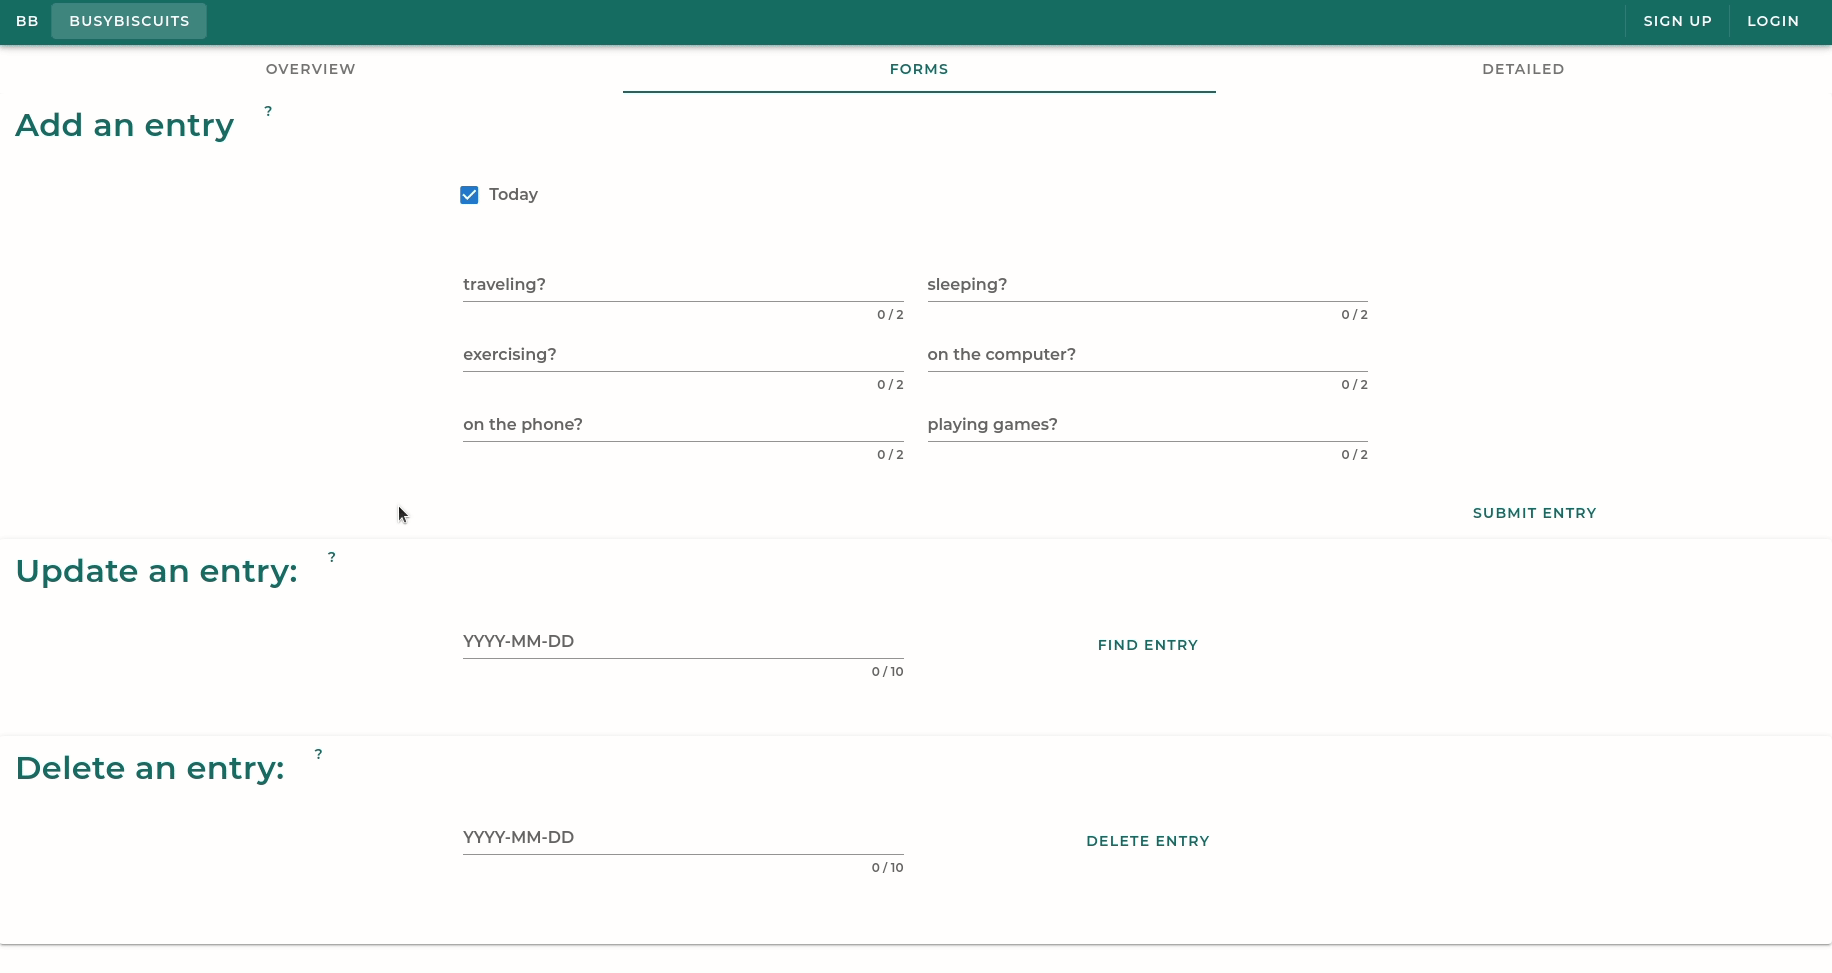 BB BUSYBISCUITS SIGN UP LOGIN
OVERVIEW FORMS DETAILED
Add an entry ?
Today
traveling? sleeping?
0 / 2 0 / 2
exercising? on the computer?
0 / 2 0 / 2
on the phone? playing games?
0 / 2 0 / 2
SUBMIT ENTRY
Update an entry: ?
YYYY-MM-DD FIND ENTRY
0 / 10
Delete an entry: ?
YYYY-MM-DD DELETE ENTRY
0 / 10